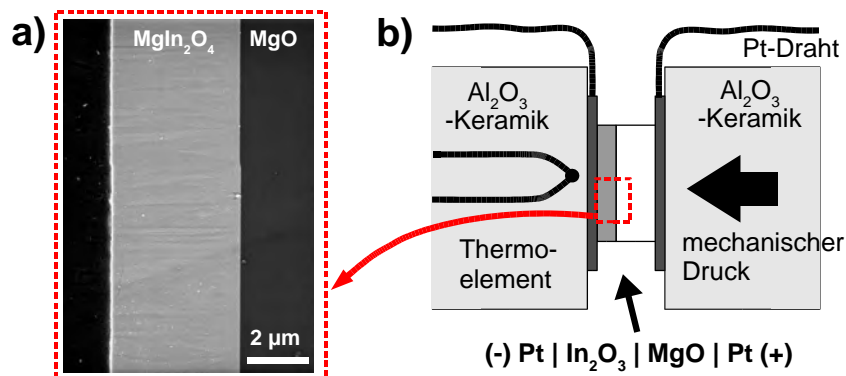 a)
MgIn₂O₄ MgO
2 µm
b)
Pt-Draht
Al₂O₃
-Keramik
Al₂O₃
-Keramik
Thermo-
element
mechanischer
Druck
(-) Pt | In₂O₃ | MgO | Pt (+)